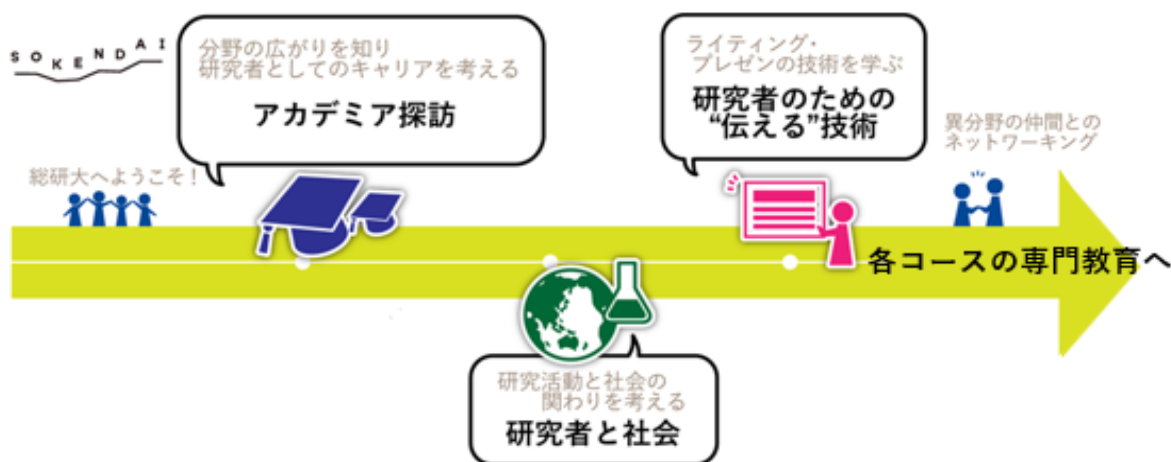 SOKENDAI
分野の広がりを知り
研究者としてのキャリアを考える
アカデミア探訪
ライティング・
プレゼンの技術を学ぶ
研究者のための
“伝える”技術
異分野の仲間との
ネットワーキング
総研大へようこそ！
各コースの専門教育へ
研究活動と社会の
関わりを考える
研究者と社会